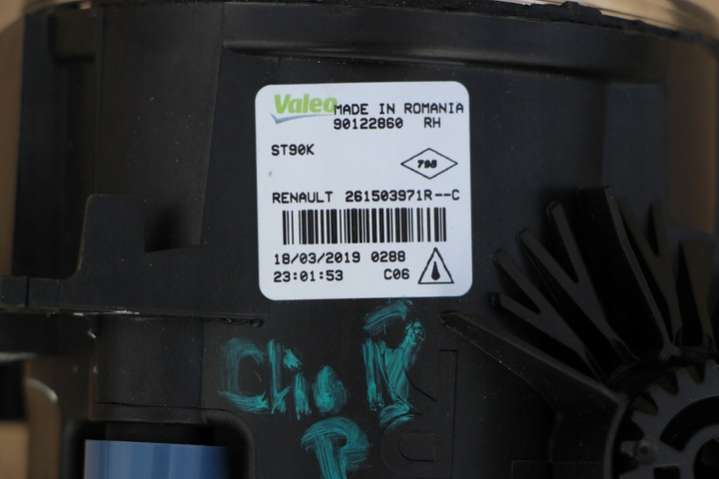 Valeo MADE IN ROMANIA
90122860 RH
ST90K
798
RENAULT 261503971R--C
18/03/2019 0288
23:01:53 C06
CLio
P